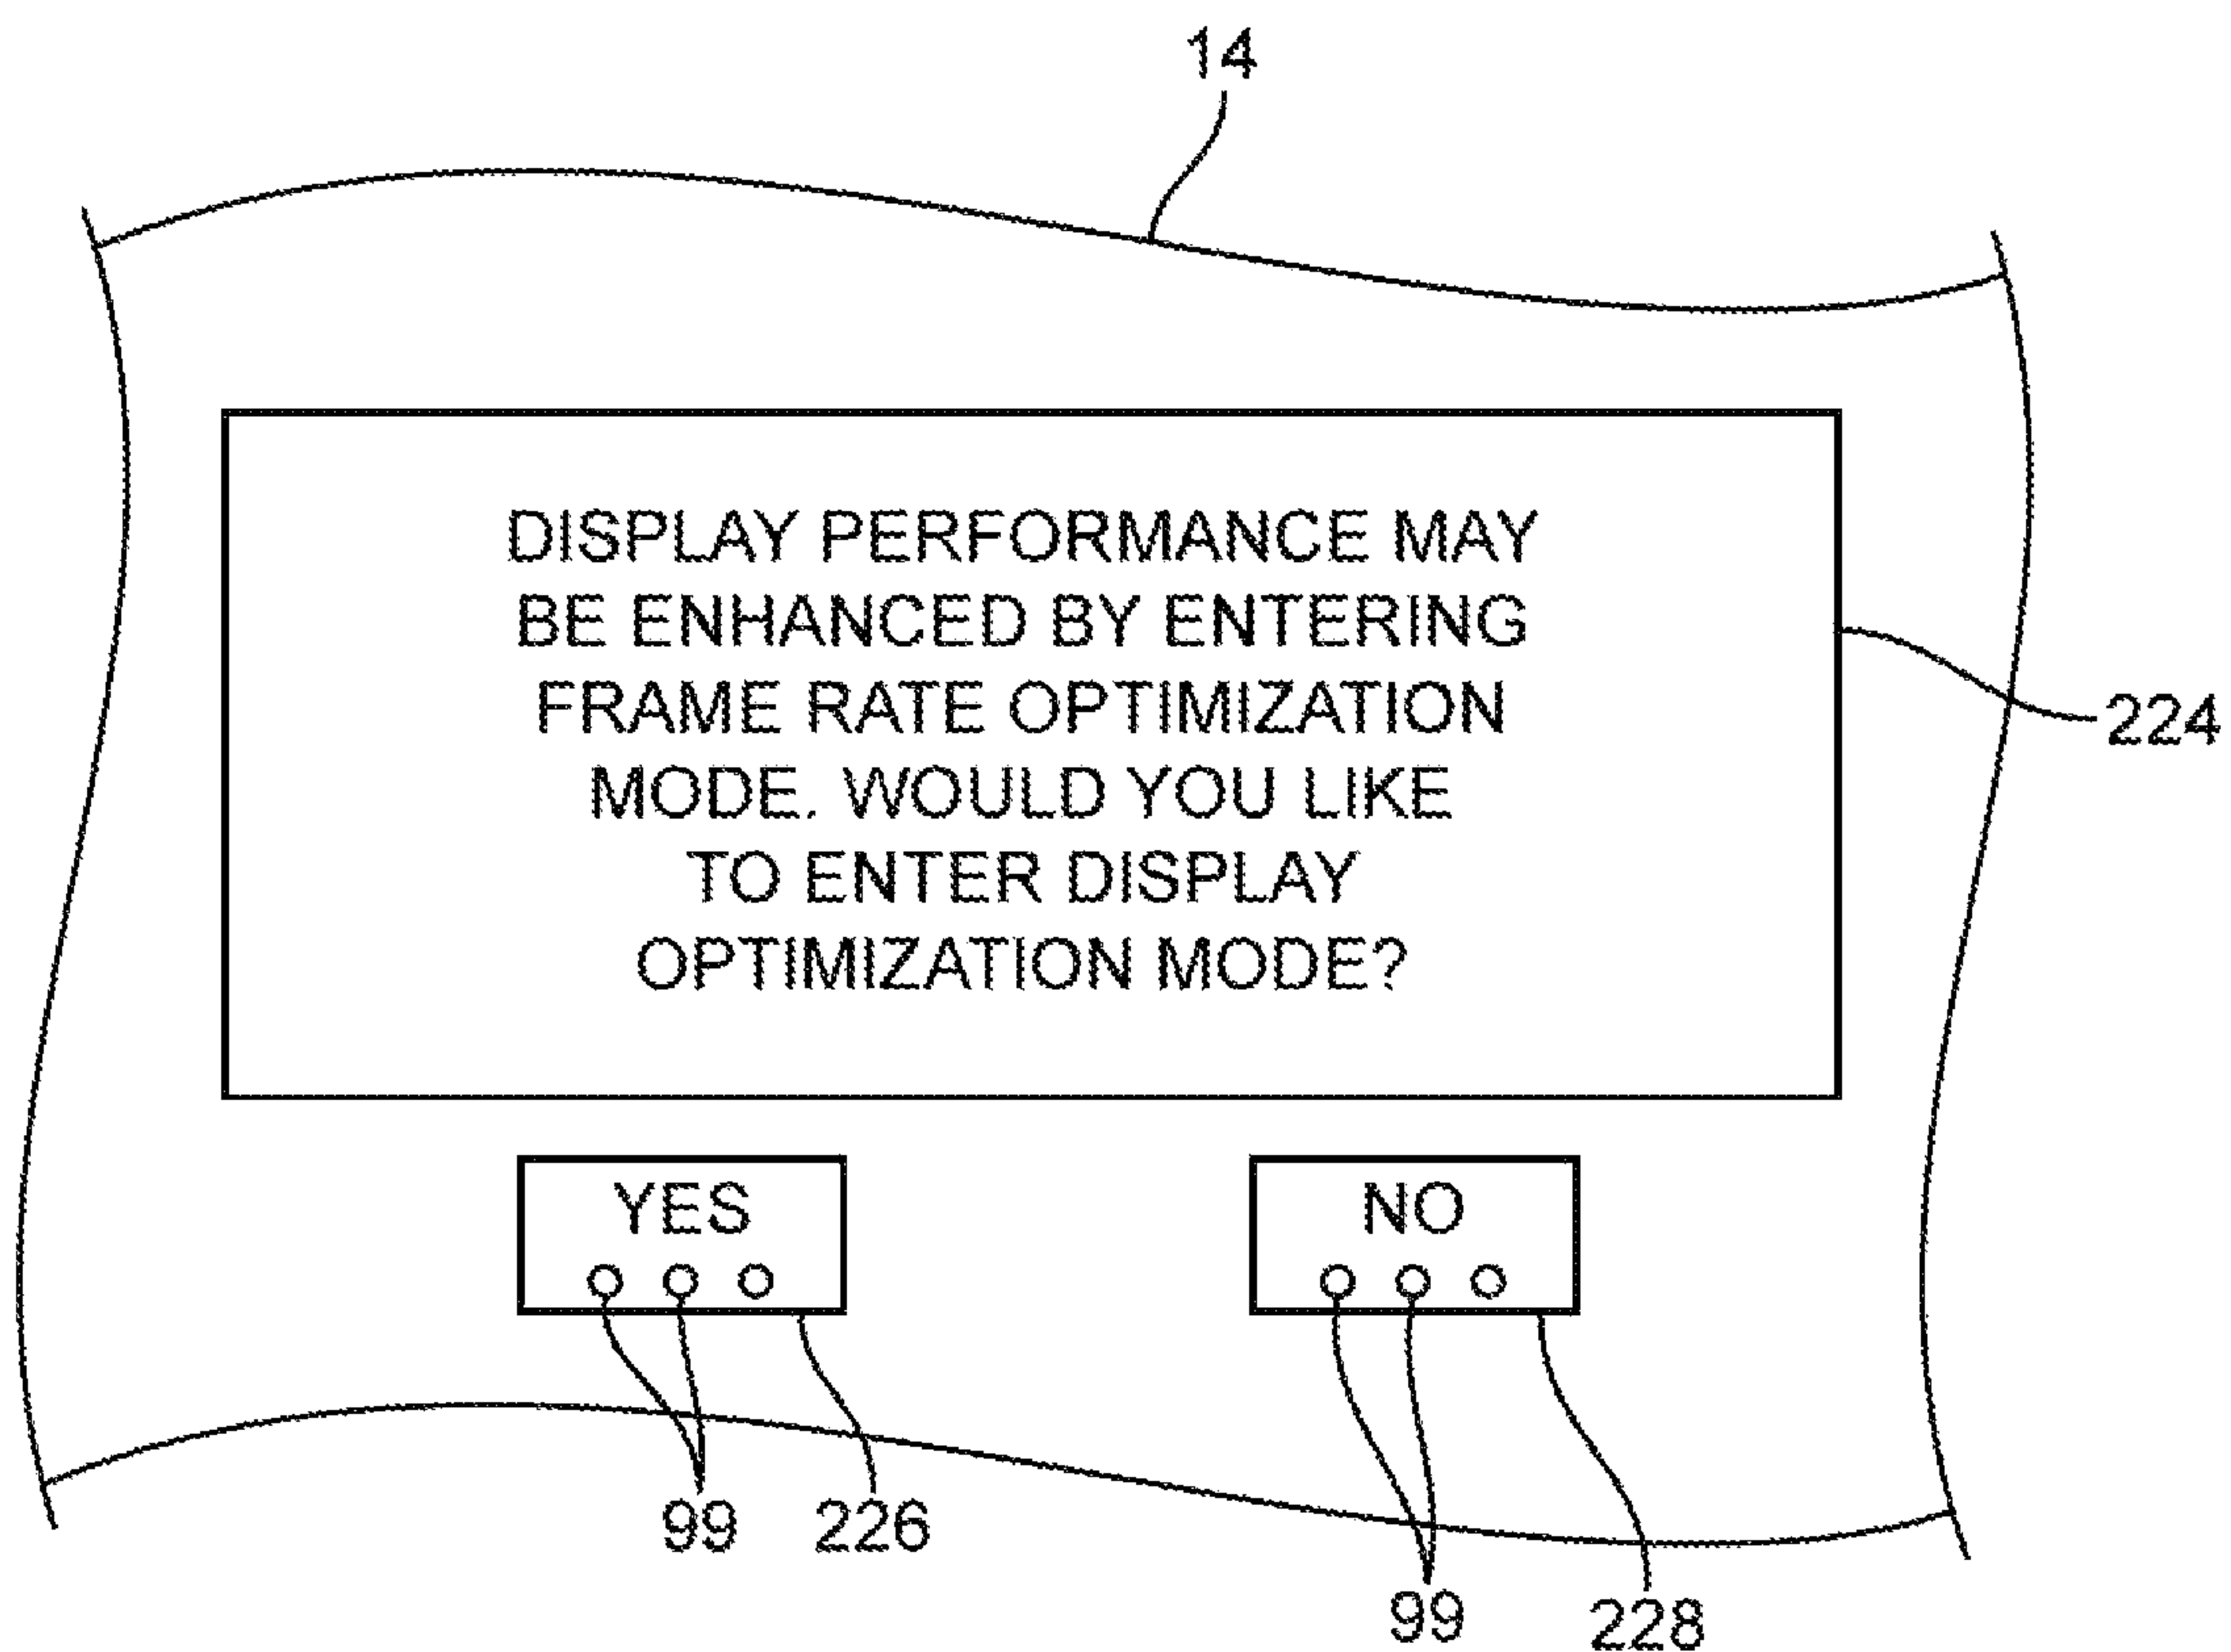 14
DISPLAY PERFORMANCE MAY
BE ENHANCED BY ENTERING
FRAME RATE OPTIMIZATION
MODE. WOULD YOU LIKE
TO ENTER DISPLAY
OPTIMIZATION MODE?
224
YES
NO
99
226
99
228